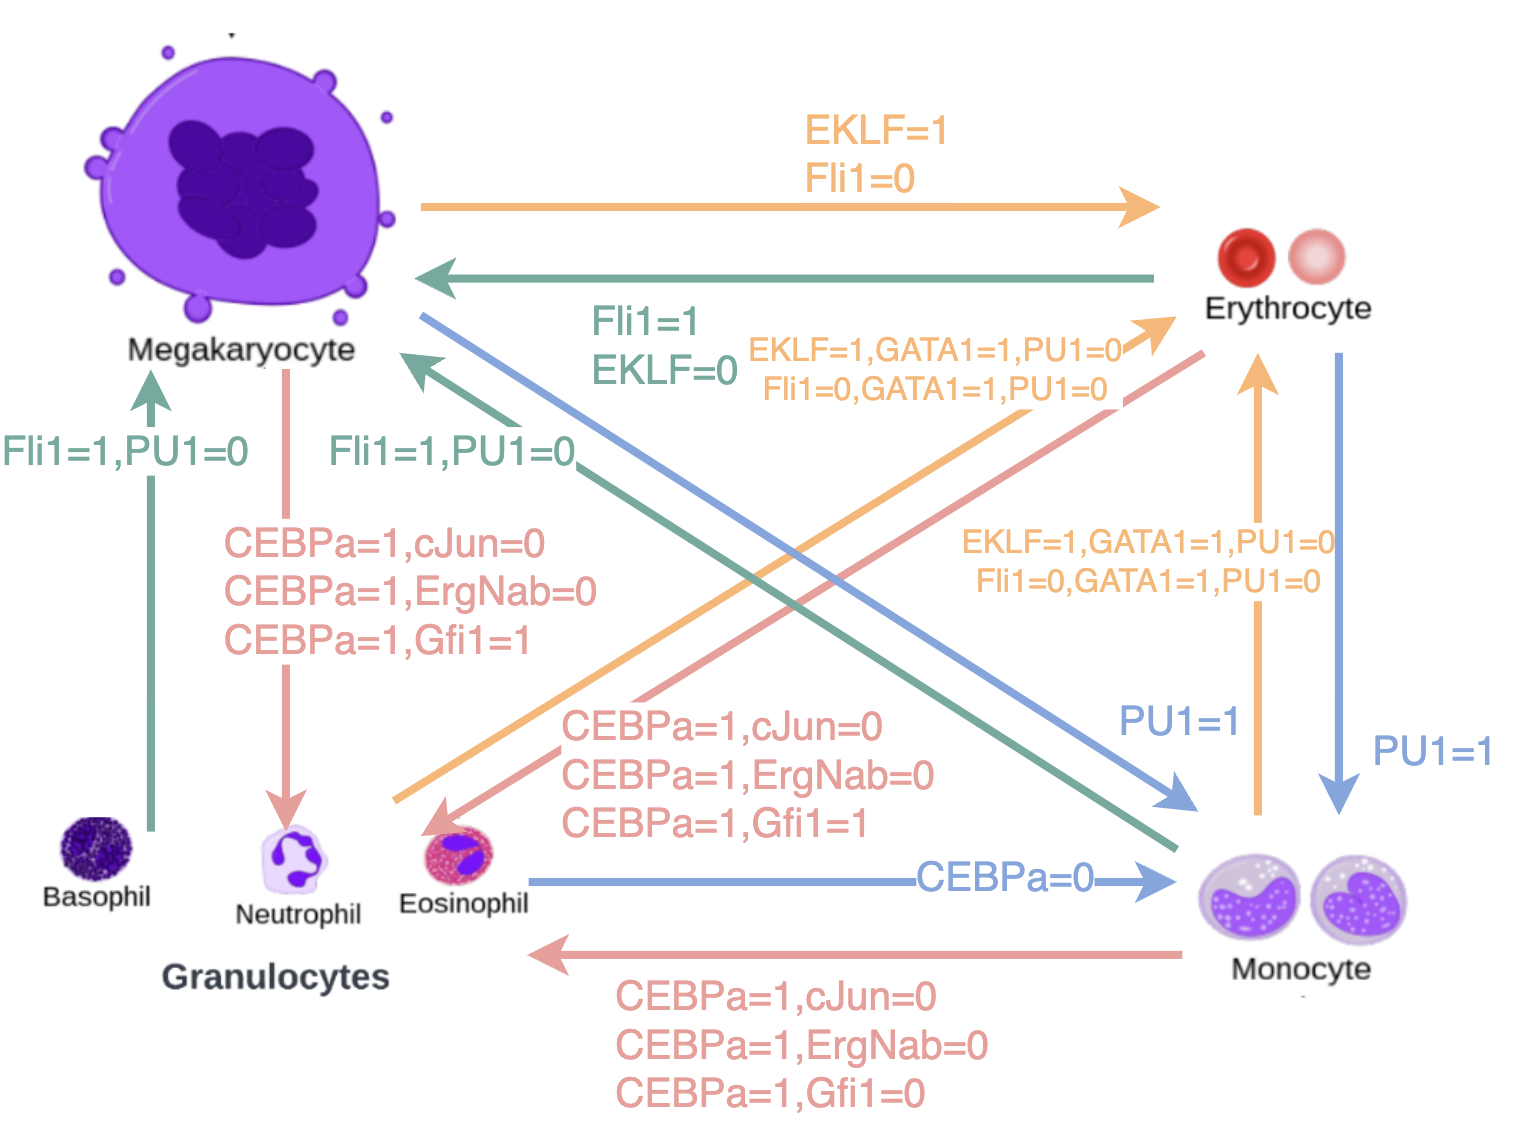 EKLF=1
Fli1=0
Erythrocyte
Fli1=1
EKLF=0
EKLF=1,GATA1=1,PU1=0
Fli1=0,GATA1=1,PU1=0
Megakaryocyte
Fli1=1,PU1=0
Fli1=1,PU1=0
CEBPa=1,cJun=0
CEBPa=1,ErgNab=0
CEBPa=1,Gfi1=1
EKLF=1,GATA1=1,PU1=0
Fli1=0,GATA1=1,PU1=0
PU1=1
PU1=1
CEBPa=1,cJun=0
CEBPa=1,ErgNab=0
CEBPa=1,Gfi1=1
Basophil
Neutrophil
Eosinophil
CEBPa=0
Granulocytes
Monocyte
CEBPa=1,cJun=0
CEBPa=1,ErgNab=0
CEBPa=1,Gfi1=0